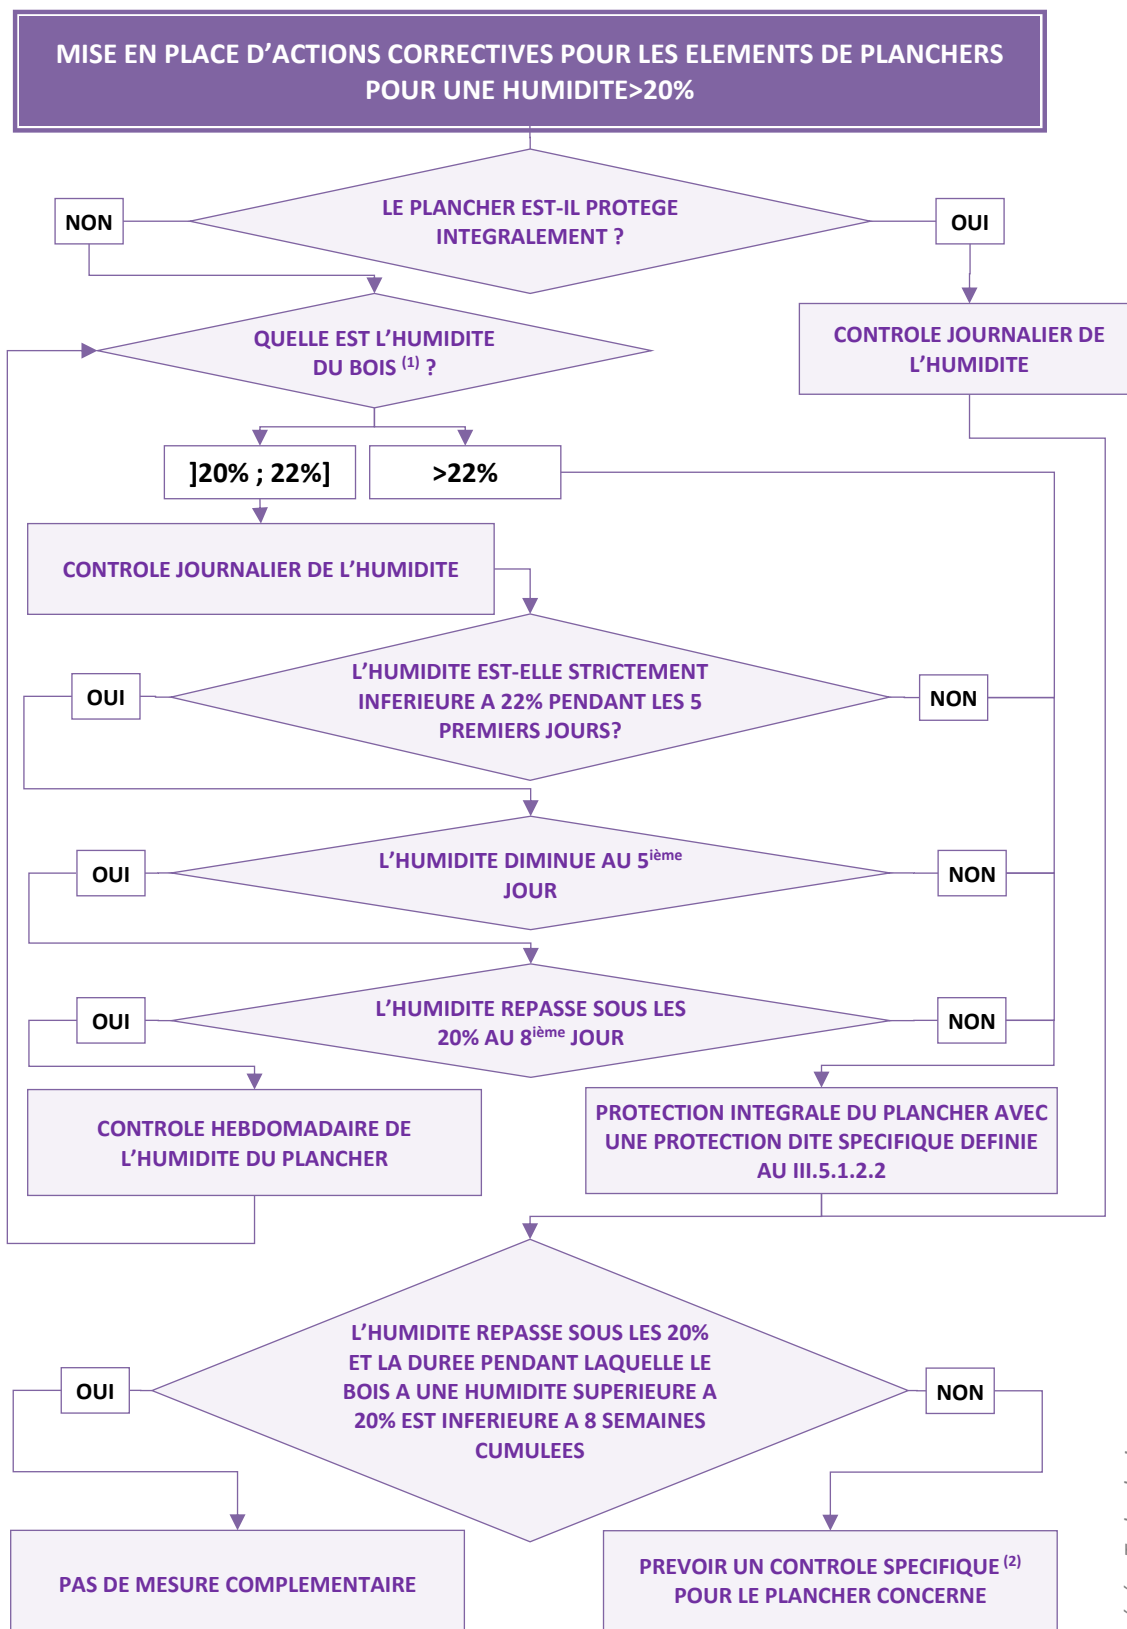 MISE EN PLACE D'ACTIONS CORRECTIVES POUR LES ELEMENTS DE PLANCHERS
POUR UNE HUMIDITE>20%
LE PLANCHER EST-IL PROTEGE
INTEGRALEMENT ?
NON
OUI
QUELLE EST L'HUMIDITE
DU BOIS (1) ?
CONTROLE JOURNALIER DE
L'HUMIDITE
]20% ; 22%]
>22%
CONTROLE JOURNALIER DE L'HUMIDITE
L'HUMIDITE EST-ELLE STRICTEMENT
INFERIEURE A 22% PENDANT LES 5
PREMIERS JOURS?
OUI
NON
L'HUMIDITE DIMINUE AU 5ième
JOUR
OUI
NON
L'HUMIDITE REPASSE SOUS LES
20% AU 8ième JOUR
OUI
NON
CONTROLE HEBDOMADAIRE DE
L'HUMIDITE DU PLANCHER
PROTECTION INTEGRALE DU PLANCHER AVEC
UNE PROTECTION DITE SPECIFIQUE DEFINIE
AU III.5.1.2.2
L'HUMIDITE REPASSE SOUS LES 20%
ET LA DUREE PENDANT LAQUELLE LE
BOIS A UNE HUMIDITE SUPERIEURE A
20% EST INFERIEURE A 8 SEMAINES
CUMULEES
OUI
NON
PAS DE MESURE COMPLEMENTAIRE
PREVOIR UN CONTROLE SPECIFIQUE (2)
POUR LE PLANCHER CONCERNE